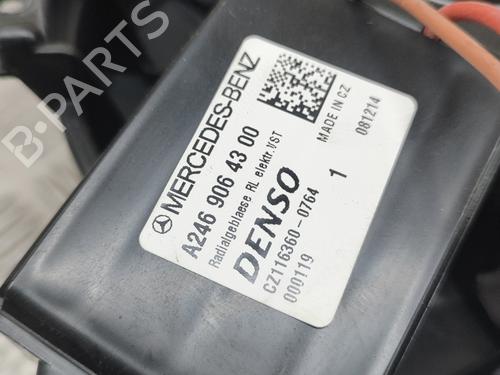 MERCEDES-BENZ
A246 906 43 00
Radialgeblaese RL elektr.VST
DENSO
CZ116360-0764 1
000119
MADE IN CZ
081214
B-PARTS